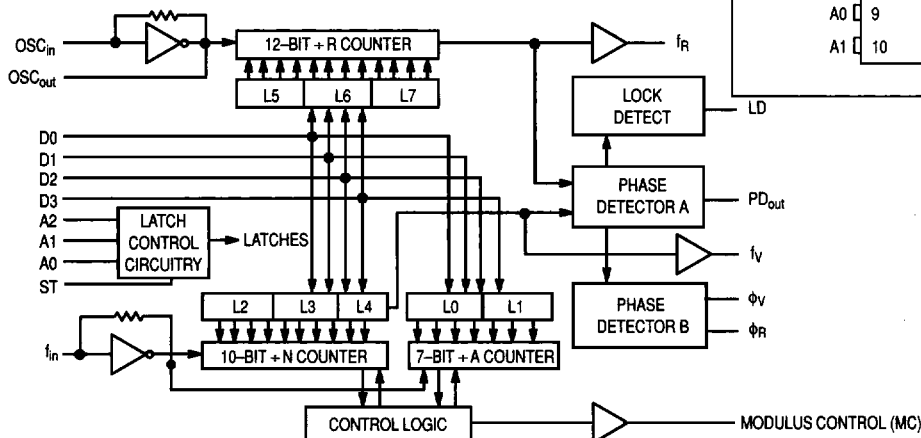 A0 9
A1 10
OSCin
OSCout
12–BIT ÷ R COUNTER
fR
L5 L6 L7
LOCK
DETECT
LD
D0
D1
D2
D3
A2
A1
A0
ST
LATCH
CONTROL
CIRCUITRY
LATCHES
PHASE
DETECTOR A
PDout
fV
L2 L3 L4
L0 L1
PHASE
DETECTOR B
ϕV
ϕR
fin
10–BIT ÷ N COUNTER
7–BIT ÷ A COUNTER
CONTROL LOGIC
MODULUS CONTROL (MC)